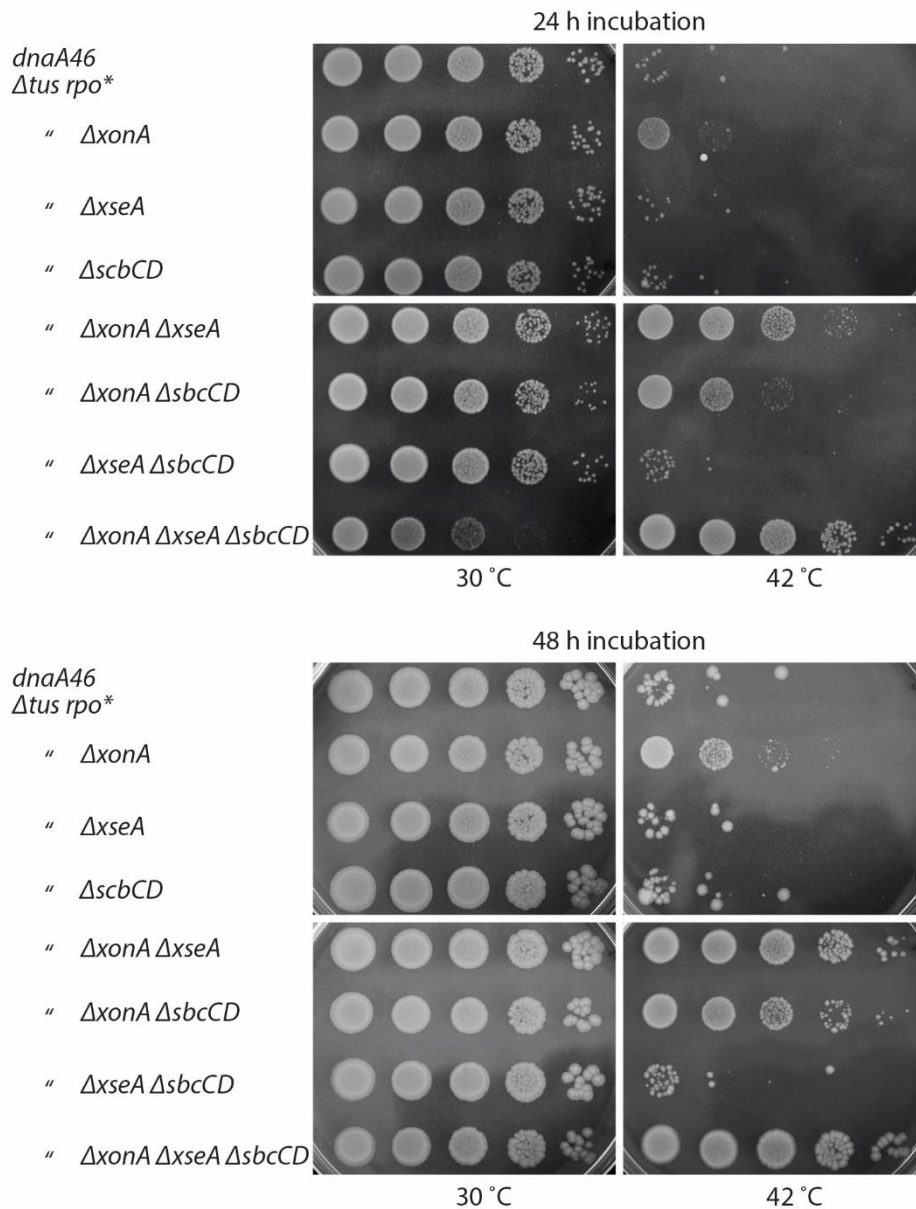 24 h incubation
dnaA46
Δtus rpo*
" ΔxonA
" ΔxseA
" ΔscbCD
" ΔxonA ΔxseA
" ΔxonA ΔsbcCD
" ΔxseA ΔsbcCD
" ΔxonA ΔxseA ΔsbcCD
30 ˚C 42 ˚C
48 h incubation
dnaA46
Δtus rpo*
" ΔxonA
" ΔxseA
" ΔscbCD
" ΔxonA ΔxseA
" ΔxonA ΔsbcCD
" ΔxseA ΔsbcCD
" ΔxonA ΔxseA ΔsbcCD
30 ˚C 42 ˚C